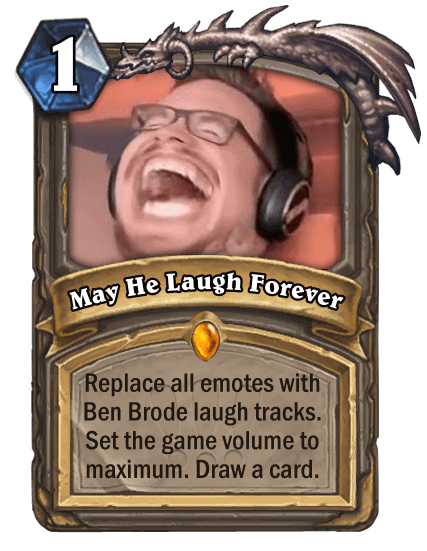 1
May He Laugh Forever
Replace all emotes with
Ben Brode laugh tracks.
Set the game volume to
maximum. Draw a card.